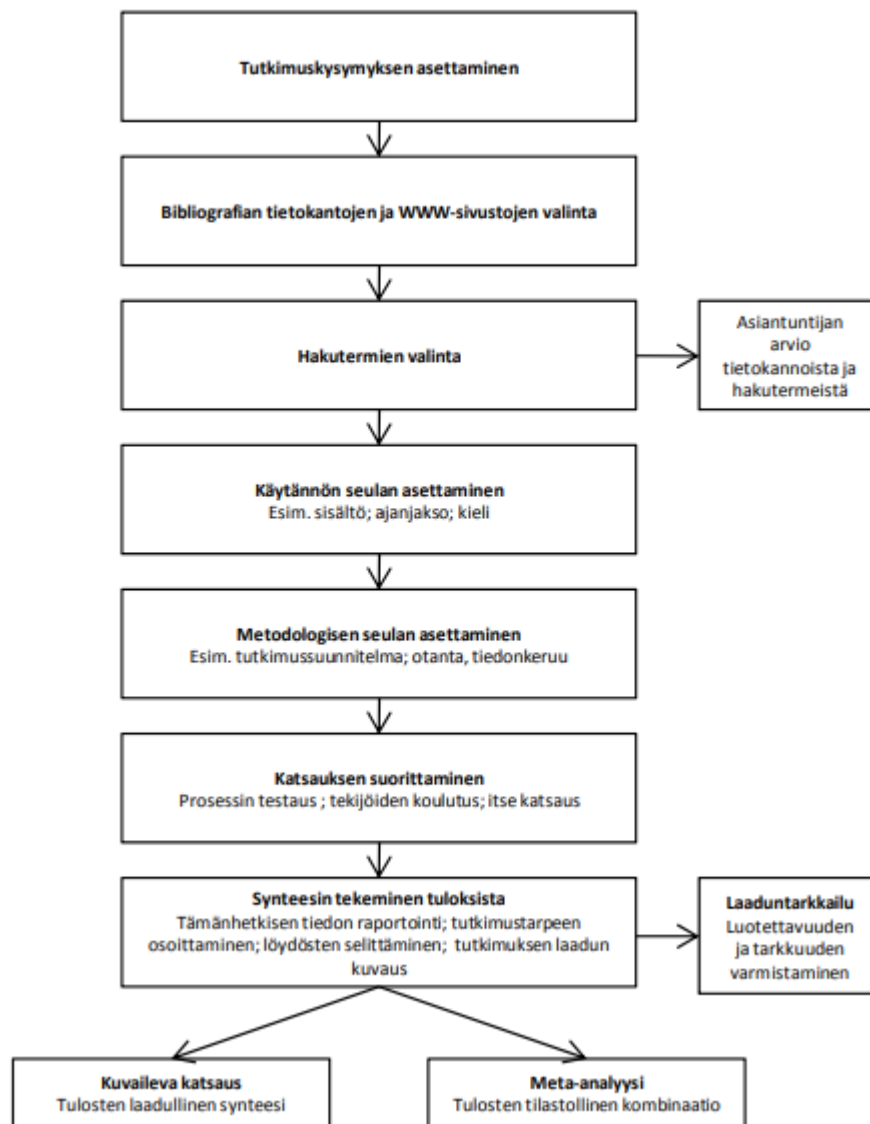 Tutkimuskysymyksen asettaminen
Bibliografian tietokantojen ja WWW-sivustojen valinta
Hakutermien valinta
Asiantuntijan
arvio
tietokannoista ja
hakutermeistä
Käytännön seulan asettaminen
Esim. sisältö; ajanjakso; kieli
Metodologisen seulan asettaminen
Esim. tutkimussuunnitelma; otanta, tiedonkeruu
Katsauksen suorittaminen
Prosessin testaus ; tekijöiden koulutus; itse katsaus
Synteesin tekeminen tuloksista
Tämänhetkisen tiedon raportointi; tutkimustarpeen
osoittaminen; löydösten selittäminen; tutkimuksen laadun
kuvaus
Laaduntarkkailu
Luotettavuuden
ja tarkkuuden
varmistaminen
Kuvaileva katsaus
Tulosten laadullinen synteesi
Meta-analyysi
Tulosten tilastollinen kombinaatio